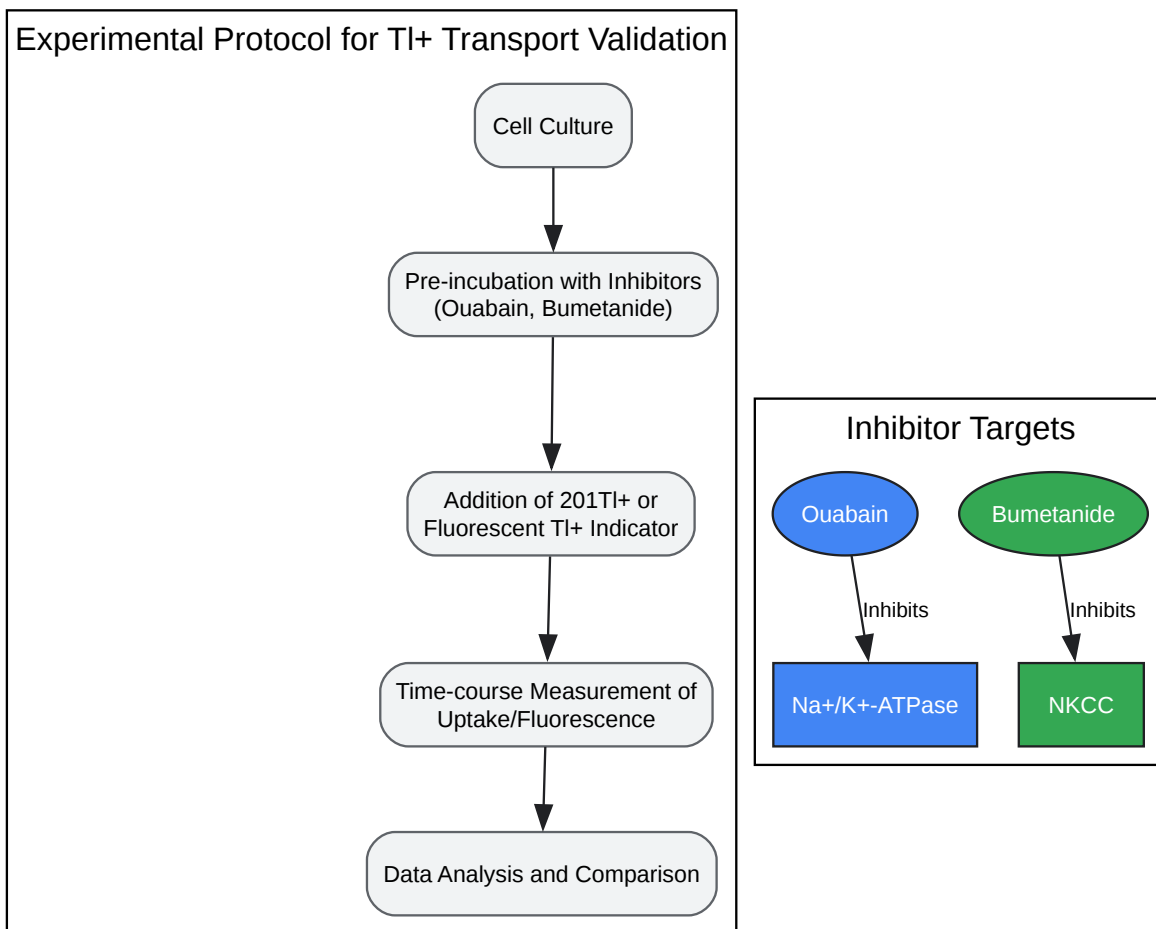 Experimental Protocol for Tl+ Transport Validation
Cell Culture
Pre-incubation with Inhibitors
(Ouabain, Bumetanide)
Addition of 201Tl+ or
Fluorescent Tl+ Indicator
Time-course Measurement of
Uptake/Fluorescence
Data Analysis and Comparison
Inhibitor Targets
Ouabain
Bumetanide
Inhibits
Inhibits
Na+/K+-ATPase
NKCC